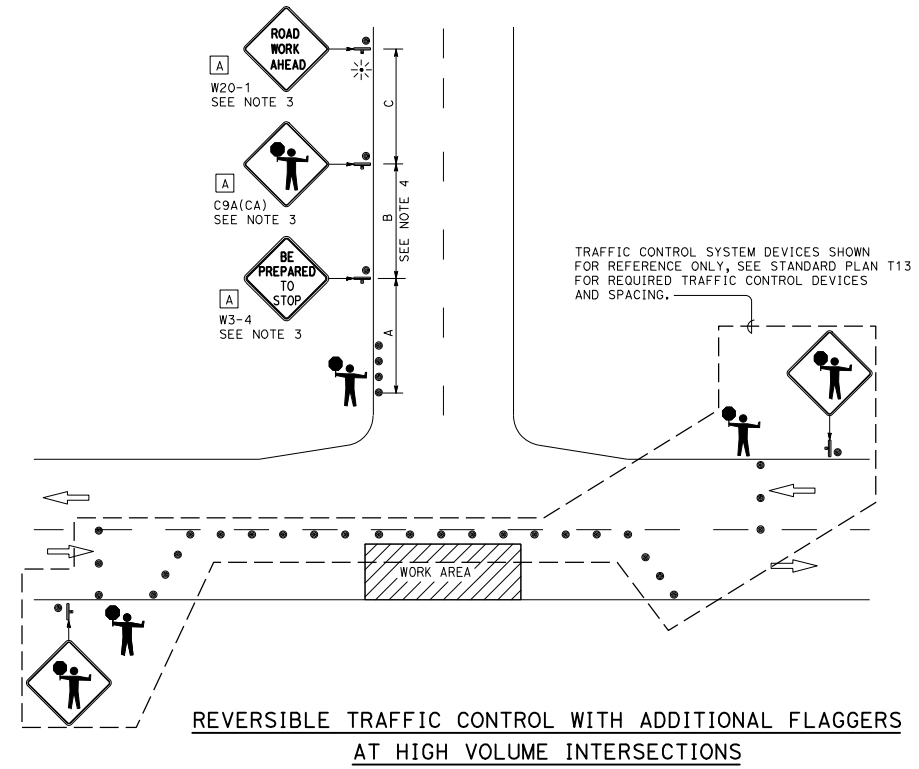 ROAD
WORK
AHEAD
A
W20-1
SEE NOTE 3
C
A
C9A(CA)
SEE NOTE 3
B
SEE NOTE 4
BE
PREPARED
TO
STOP
A
W3-4
SEE NOTE 3
A
TRAFFIC CONTROL SYSTEM DEVICES SHOWN
FOR REFERENCE ONLY, SEE STANDARD PLAN T13
FOR REQUIRED TRAFFIC CONTROL DEVICES
AND SPACING.
WORK AREA
REVERSIBLE TRAFFIC CONTROL WITH ADDITIONAL FLAGGERS
AT HIGH VOLUME INTERSECTIONS